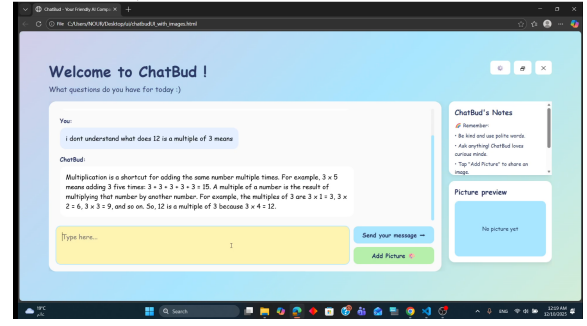 ChatBud - Your Friendly AI Compa
File C:/Users/NOUR/Desktop/ui/chatbudUI_with_images.html
Welcome to ChatBud !
What questions do you have for today :)
You:
i dont understand what does 12 is a multiple of 3 means
ChatBud:
Multiplication is a shortcut for adding the same number multiple times. For example, 3 x 5
means adding 3 five times: 3 + 3 + 3 + 3 + 3 = 15. A multiple of a number is the result of
multiplying that number by another number. For example, the multiples of 3 are 3 x 1 = 3, 3 x
2 = 6, 3 x 3 = 9, and so on. So, 12 is a multiple of 3 because 3 x 4 = 12.
Type here...
Send your message →
Add Picture
ChatBud's Notes
Remember:
• Be kind and use polite words.
• Ask anything! ChatBud loves
curious minds.
• Tap "Add Picture" to share an
image.
Picture preview
No picture yet
19°C
Search
ENG
12:19 AM
12/10/2025